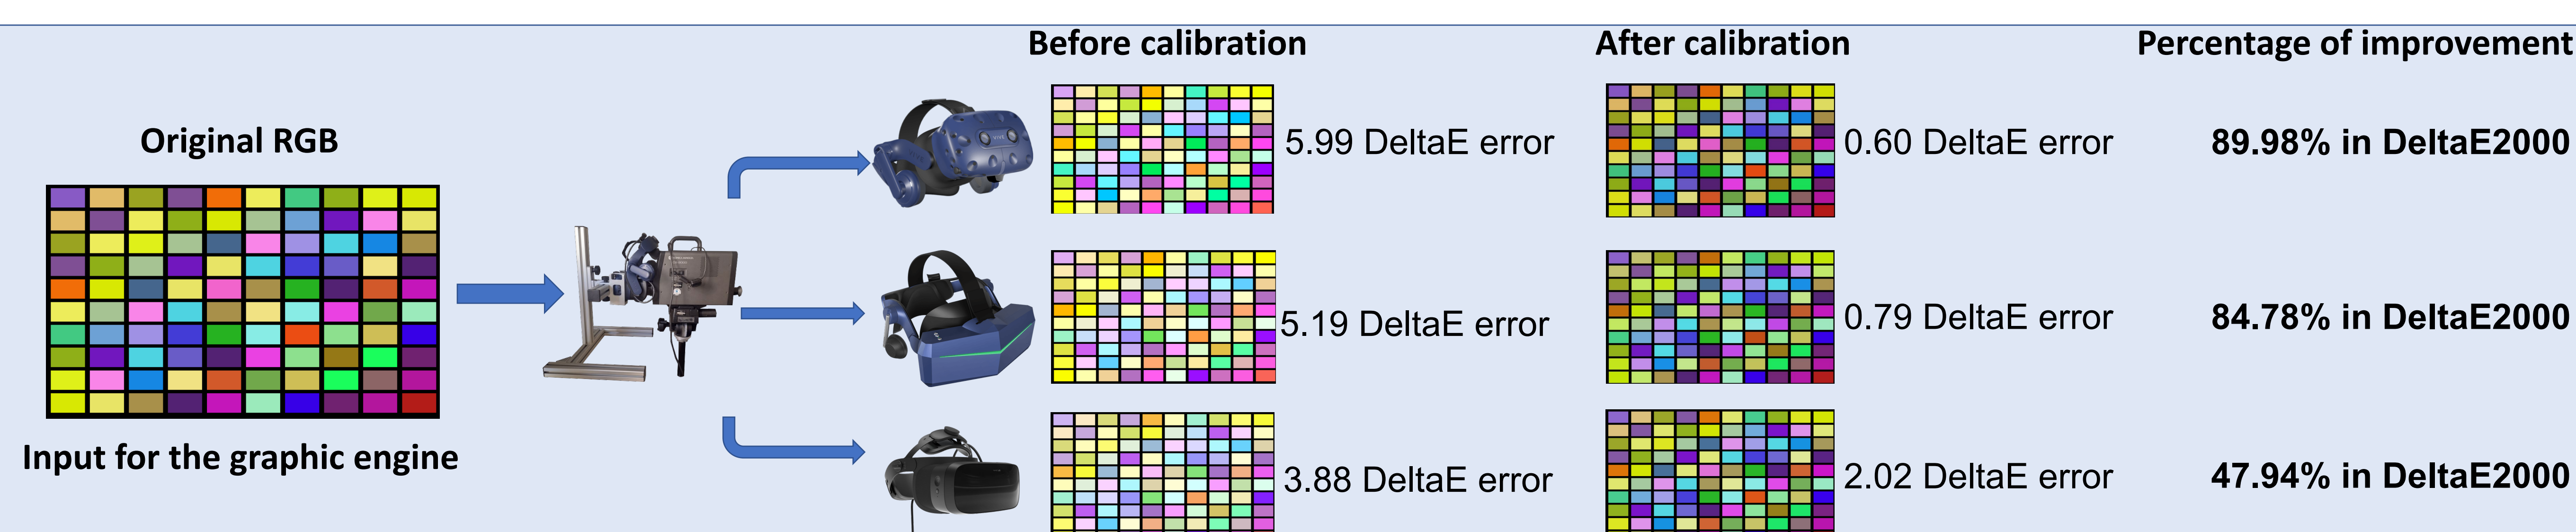 Before calibration
After calibration
Percentage of improvement
Original RGB
5.99 DeltaE error
0.60 DeltaE error
89.98% in DeltaE2000
VIVE
5.19 DeltaE error
0.79 DeltaE error
84.78% in DeltaE2000
Input for the graphic engine
3.88 DeltaE error
2.02 DeltaE error
47.94% in DeltaE2000